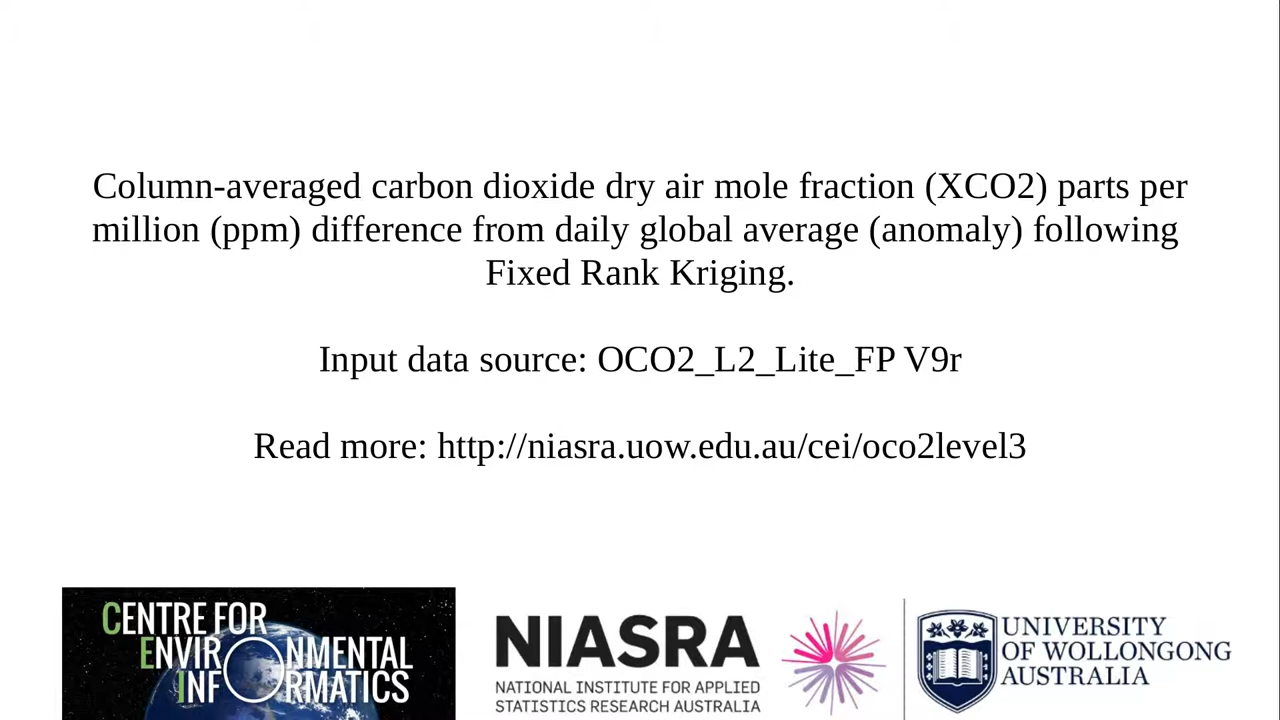 Column-averaged carbon dioxide dry air mole fraction (XCO2) parts per
million (ppm) difference from daily global average (anomaly) following
Fixed Rank Kriging.
Input data source: OCO2_L2_Lite_FP V9r
Read more: http://niasra.uow.edu.au/cei/oco2level3
CENTRE FOR
ENVIRONMENTAL
INFORMATICS
NIASRA
NATIONAL INSTITUTE FOR APPLIED
STATISTICS RESEARCH AUSTRALIA
UNIVERSITY
OF WOLLONGONG
AUSTRALIA